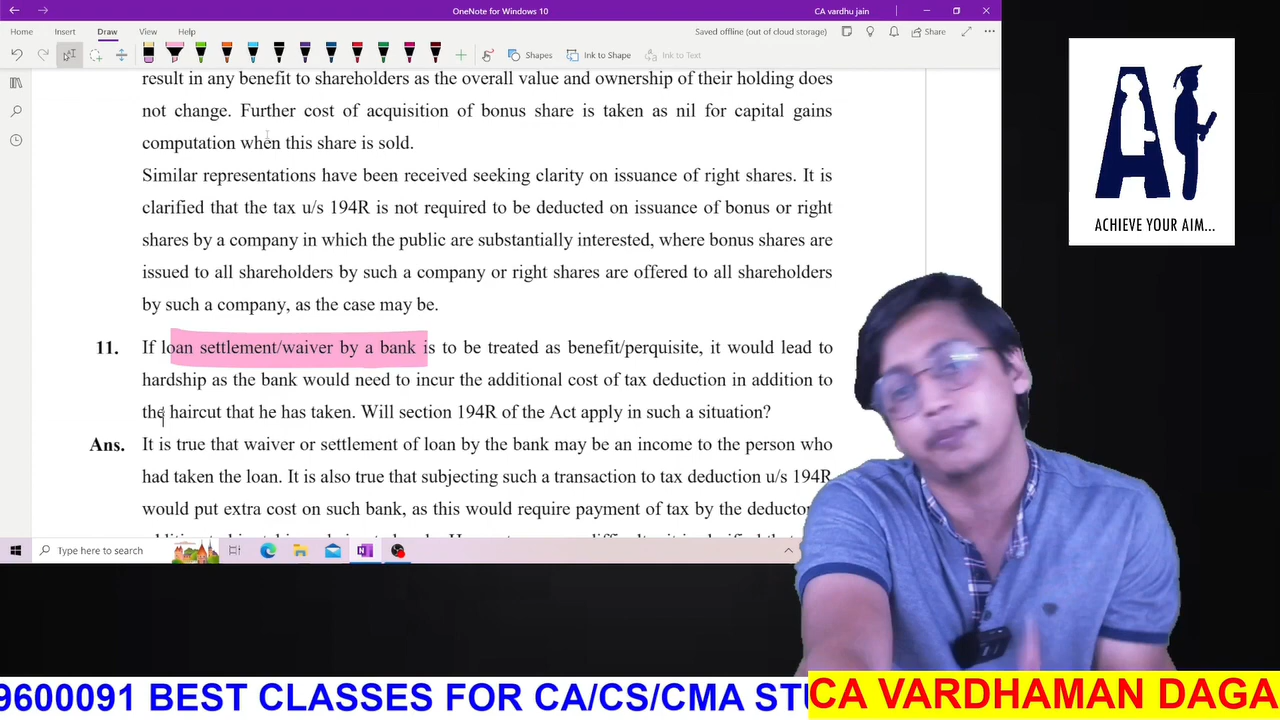 OneNote for Windows 10
CA vardhu jain
Home
Insert
Draw
View
Help
Saved offline (out of cloud storage)
Share
Shapes
Ink to Shape
Ink to Text
result in any benefit to shareholders as the overall value and ownership of their holding does
not change. Further cost of acquisition of bonus share is taken as nil for capital gains
computation when this share is sold.
Similar representations have been received seeking clarity on issuance of right shares. It is
clarified that the tax u/s 194R is not required to be deducted on issuance of bonus or right
shares by a company in which the public are substantially interested, where bonus shares are
issued to all shareholders by such a company or right shares are offered to all shareholders
by such a company, as the case may be.
11. If loan settlement/waiver by a bank is to be treated as benefit/perquisite, it would lead to
hardship as the bank would need to incur the additional cost of tax deduction in addition to
the haircut that he has taken. Will section 194R of the Act apply in such a situation?
Ans. It is true that waiver or settlement of loan by the bank may be an income to the person who
had taken the loan. It is also true that subjecting such a transaction to tax deduction u/s 194R
would put extra cost on such bank, as this would require payment of tax by the deductor
Type here to search
A
ACHIEVE YOUR AIM...
9600091 BEST CLASSES FOR CA/CS/CMA STU
CA VARDHAMAN DAGA